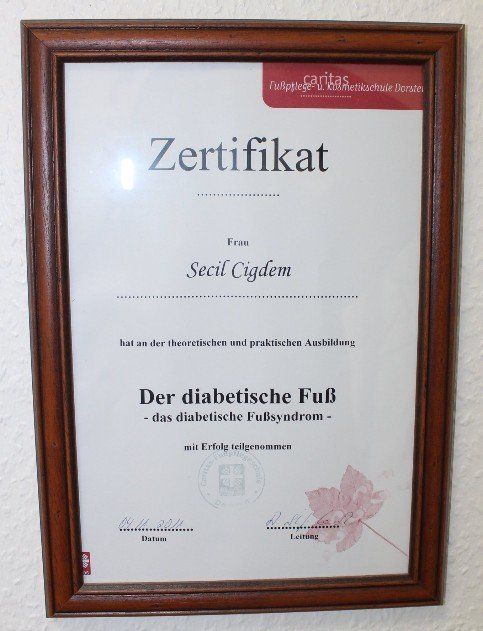 caritas
Fußpflege- u. Kosmetikschule Dorsten
Zertifikat
Frau
Secil Cigdem
hat an der theoretischen und praktischen Ausbildung
Der diabetische Fuß
- das diabetische Fußsyndrom -
mit Erfolg teilgenommen
Datum
Leitung